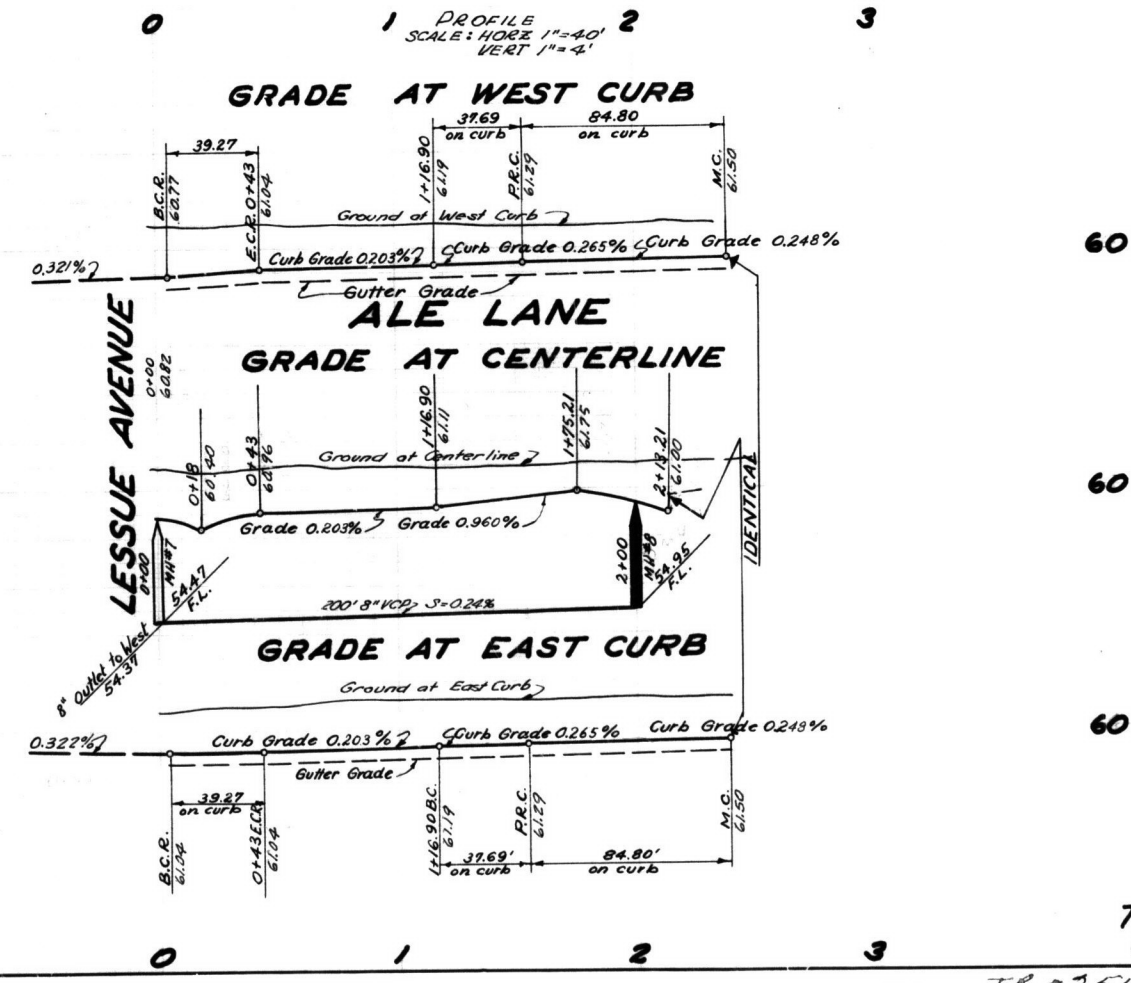 0 1 2 3
PROFILE
SCALE: HORZ 1"=40'
VERT 1"=4'
GRADE AT WEST CURB
39.27
37.69
on curb
84.80
on curb
B.C.R.
60.77
E.C.R. 0+43
61.04
1+16.90
61.19
P.R.C.
61.29
M.C.
61.50
Ground at West Curb
0.321%
Curb Grade 0.203%
Curb Grade 0.265%
Curb Grade 0.248%
60
Gutter Grade
LESSUE AVENUE
ALE LANE
GRADE AT CENTERLINE
0+00
60.82
0+18
60.40
0+43
60.96
1+16.90
61.11
1+75.21
61.75
2+13.21
61.00
Ground at Centerline
60
Grade 0.203%
Grade 0.960%
IDENTICAL
0+00
MH#7
54.47
F.L.
2+00
MH#8
54.95
F.L.
200' 8" VCP S=0.24%
8" Outlet to West
54.37
GRADE AT EAST CURB
Ground at East Curb
0.322%
Curb Grade 0.203%
Curb Grade 0.265%
Curb Grade 0.248%
60
Gutter Grade
39.27
on curb
B.C.R.
61.04
0+43 E.C.R.
61.04
1+16.90 B.C.
61.19
P.R.C.
61.29
M.C.
61.50
37.69'
on curb
84.80'
on curb
0 1 2 3